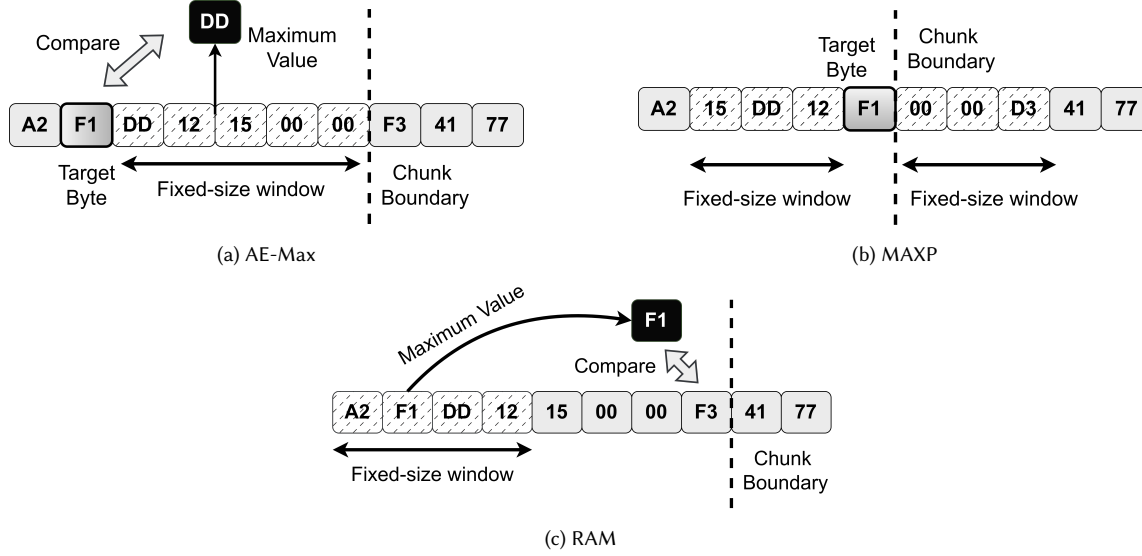 DD
Compare
Maximum
Value
A2 F1 DD 12 15 00 00 F3 41 77
Target
Byte
Fixed-size window
Chunk
Boundary
(a) AE-Max
Target
Byte
Chunk
Boundary
A2 15 DD 12 F1 00 00 D3 41 77
Fixed-size window
Fixed-size window
(b) MAXP
Maximum Value
F1
Compare
A2 F1 DD 12 15 00 00 F3 41 77
Fixed-size window
Chunk
Boundary
(c) RAM